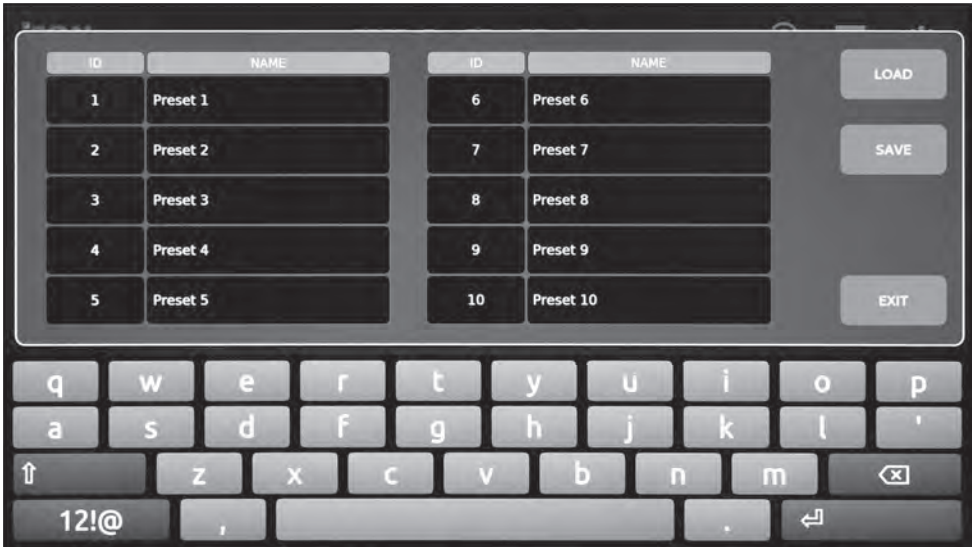 ID NAME ID NAME LOAD
1 Preset 1 6 Preset 6
2 Preset 2 7 Preset 7 SAVE
3 Preset 3 8 Preset 8
4 Preset 4 9 Preset 9
5 Preset 5 10 Preset 10 EXIT
q w e r t y u i o p
a s d f g h j k l '
z x c v b n m
12!@ , .